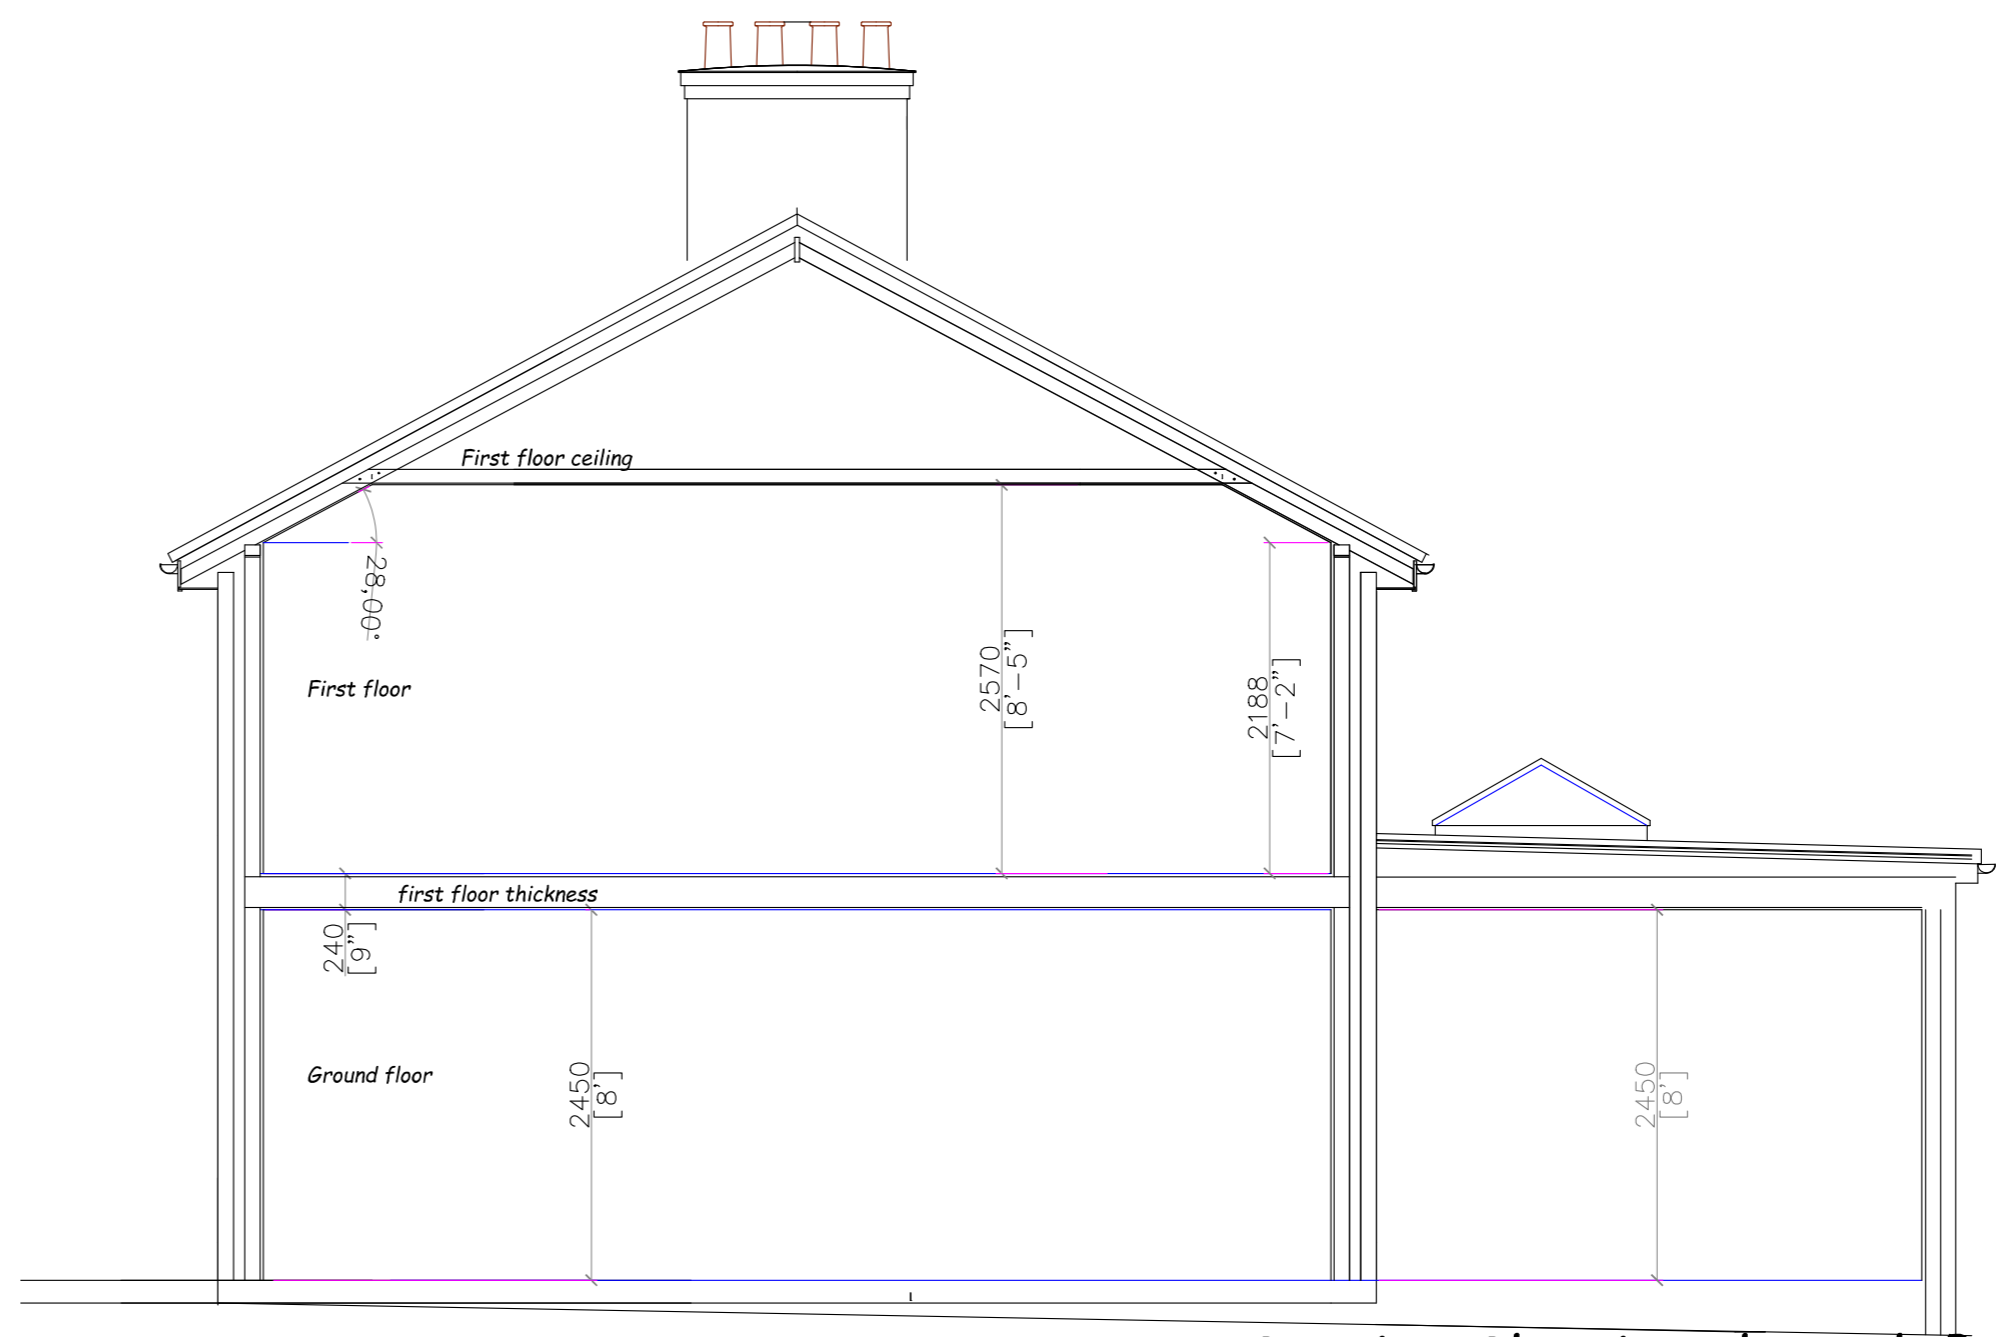 First floor ceiling
28,00°
First floor
2570
[8'-5"]
2188
[7'-2"]
first floor thickness
240
[9"]
Ground floor
2450
[8']
2450
[8']